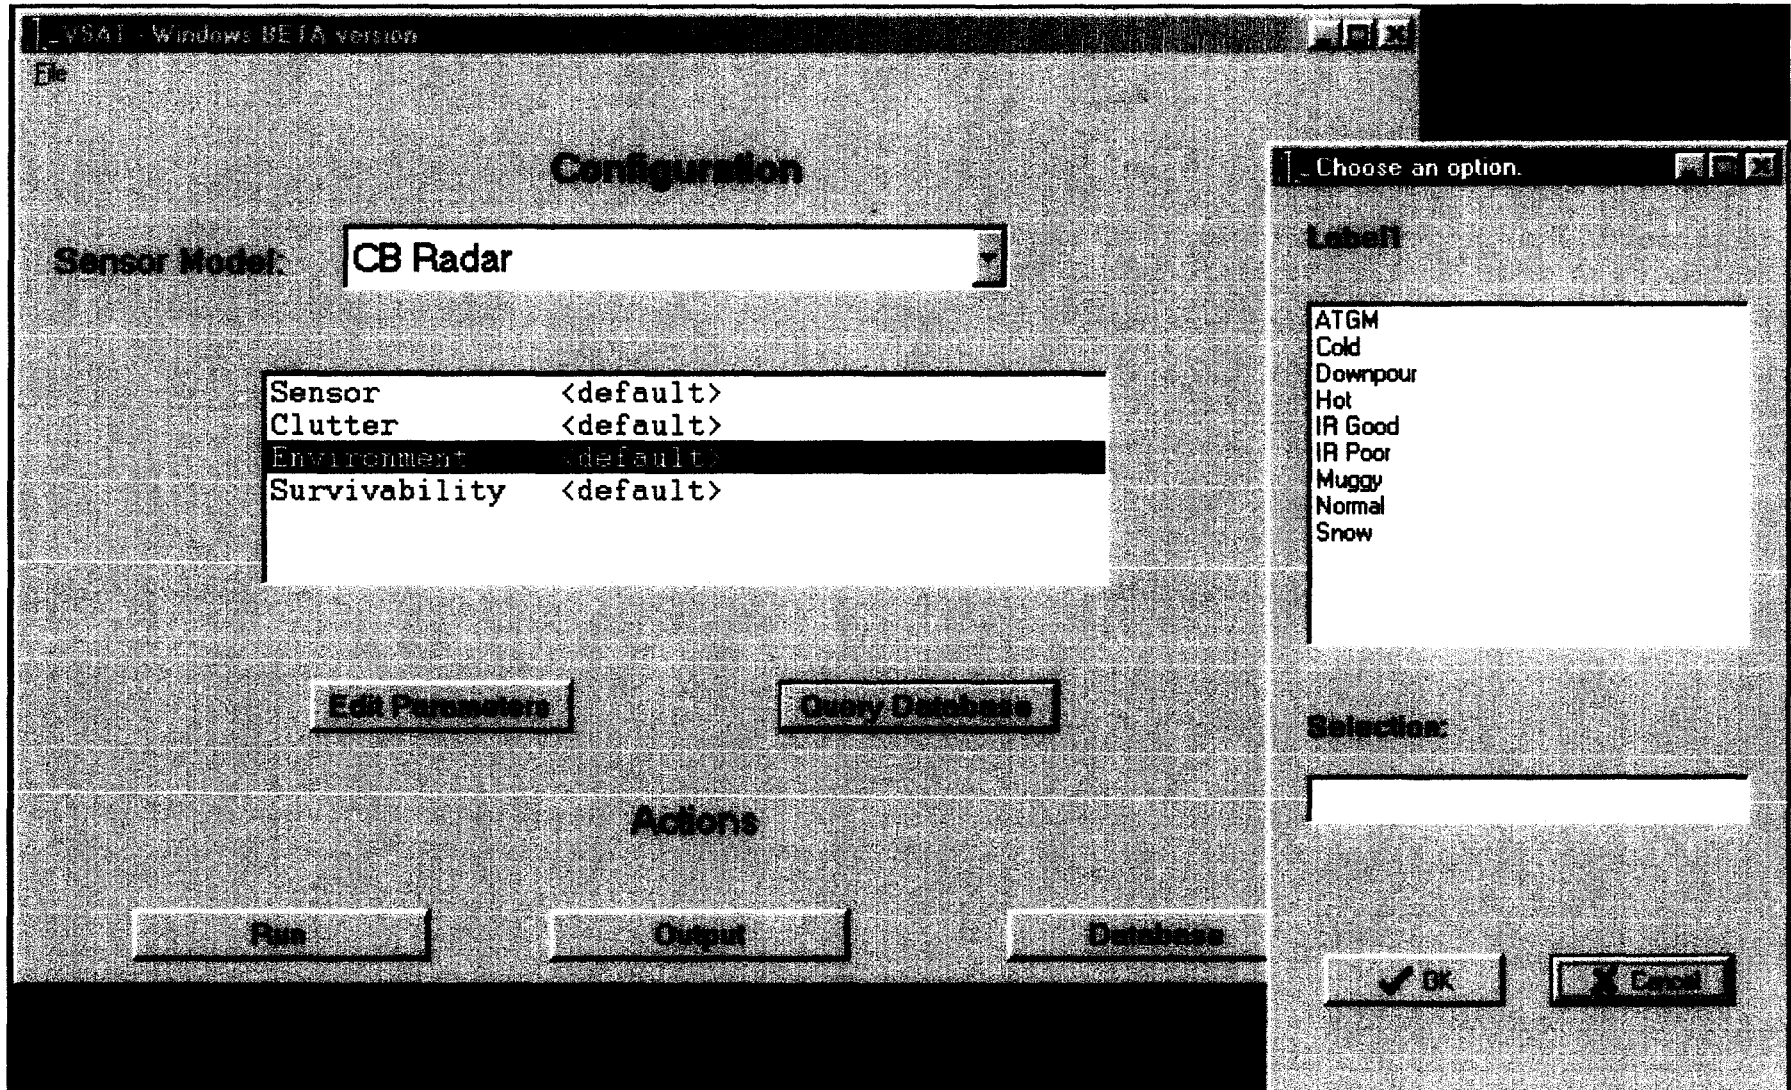 VSAT - Windows BETA version
File
Configuration
Sensor Model: CB Radar
Sensor <default>
Clutter <default>
Environment <default>
Survivability <default>
Edit Parameters Query Database
Actions
Run Output Database
Choose an option.
Label1
ATGM
Cold
Downpour
Hot
IR Good
IR Poor
Muggy
Normal
Snow
Selection:
OK Cancel